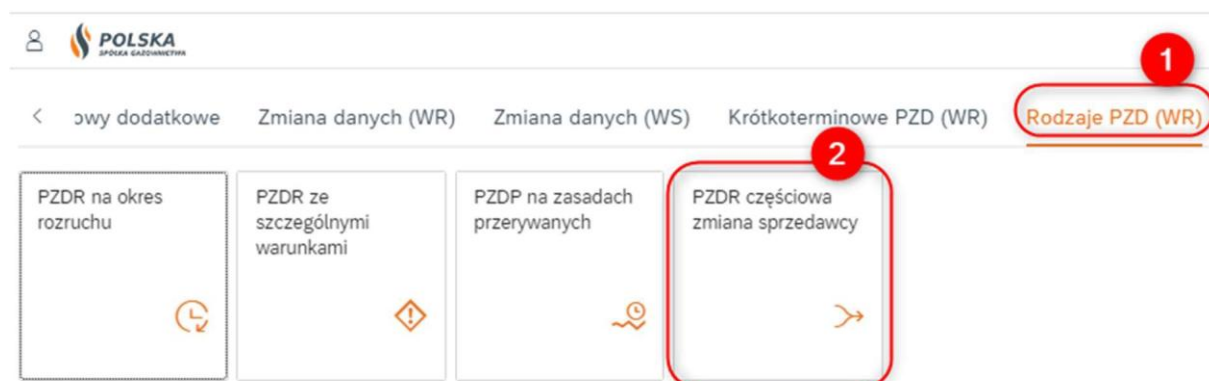 POLSKA
SPÓŁKA GAZOWNICTWA
1
owy dodatkowe Zmiana danych (WR) Zmiana danych (WS) Krótkoterminowe PZD (WR) Rodzaje PZD (WR)
2
PZDR na okres
rozruchu
PZDR ze
szczególnymi
warunkami
PZDP na zasadach
przerywanych
PZDR częściowa
zmiana sprzedawcy